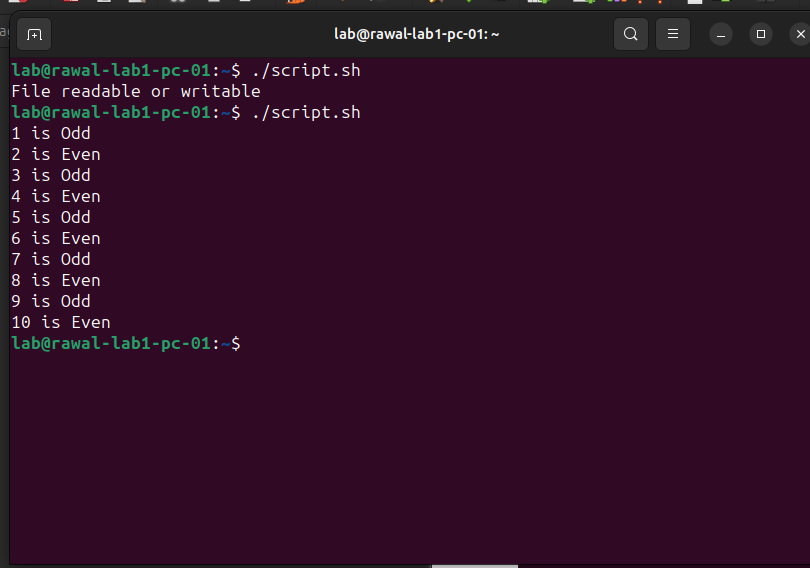 lab@rawal-lab1-pc-01: ~
lab@rawal-lab1-pc-01:~$ ./script.sh
File readable or writable
lab@rawal-lab1-pc-01:~$ ./script.sh
1 is Odd
2 is Even
3 is Odd
4 is Even
5 is Odd
6 is Even
7 is Odd
8 is Even
9 is Odd
10 is Even
lab@rawal-lab1-pc-01:~$